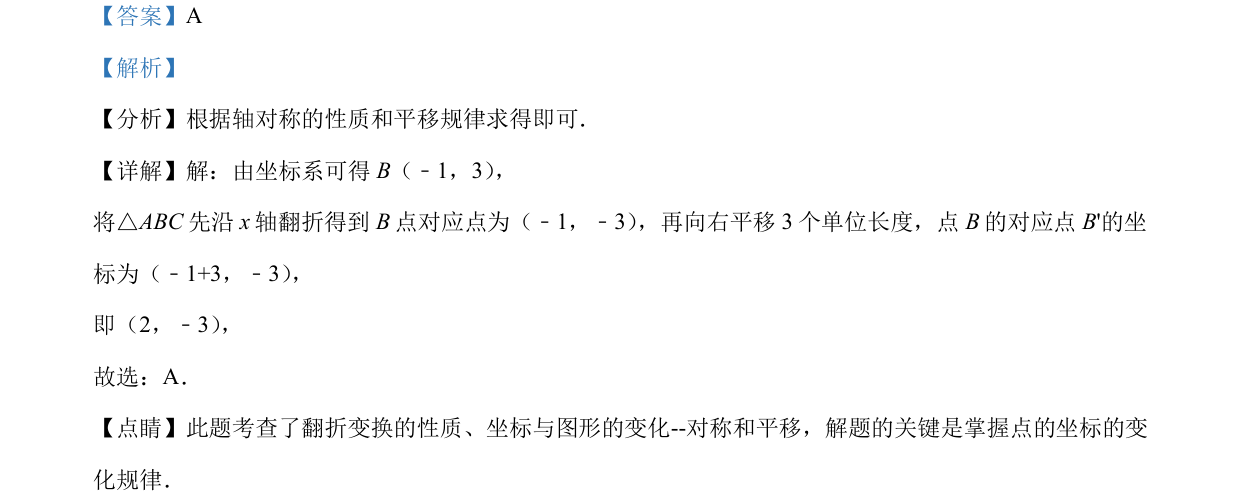 【答案】A
【解析】
【分析】根据轴对称的性质和平移规律求得即可．
【详解】解：由坐标系可得 B（﹣1，3），
将△ABC 先沿 x 轴翻折得到 B 点对应点为（﹣1，﹣3），再向右平移 3 个单位长度，点 B 的对应点 B'的坐
标为（﹣1+3，﹣3），
即（2，﹣3），
故选：A．
【点睛】此题考查了翻折变换的性质、坐标与图形的变化--对称和平移，解题的关键是掌握点的坐标的变
化规律．